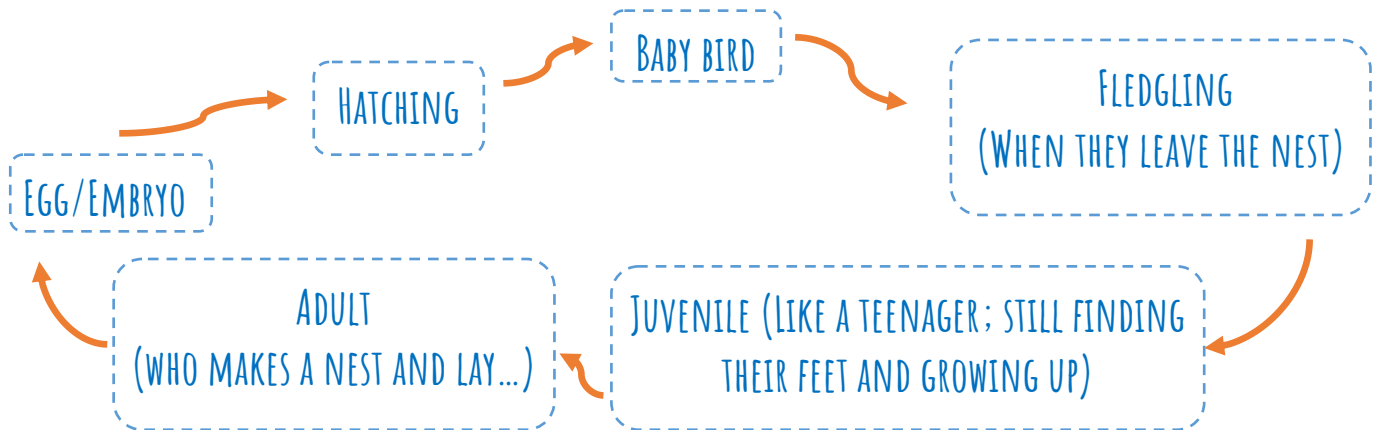 Egg/Embryo
Hatching
Baby bird
Fledgling
(When they leave the nest)
Juvenile (Like a teenager; still finding
their feet and growing up)
Adult
(who makes a nest and lay...)